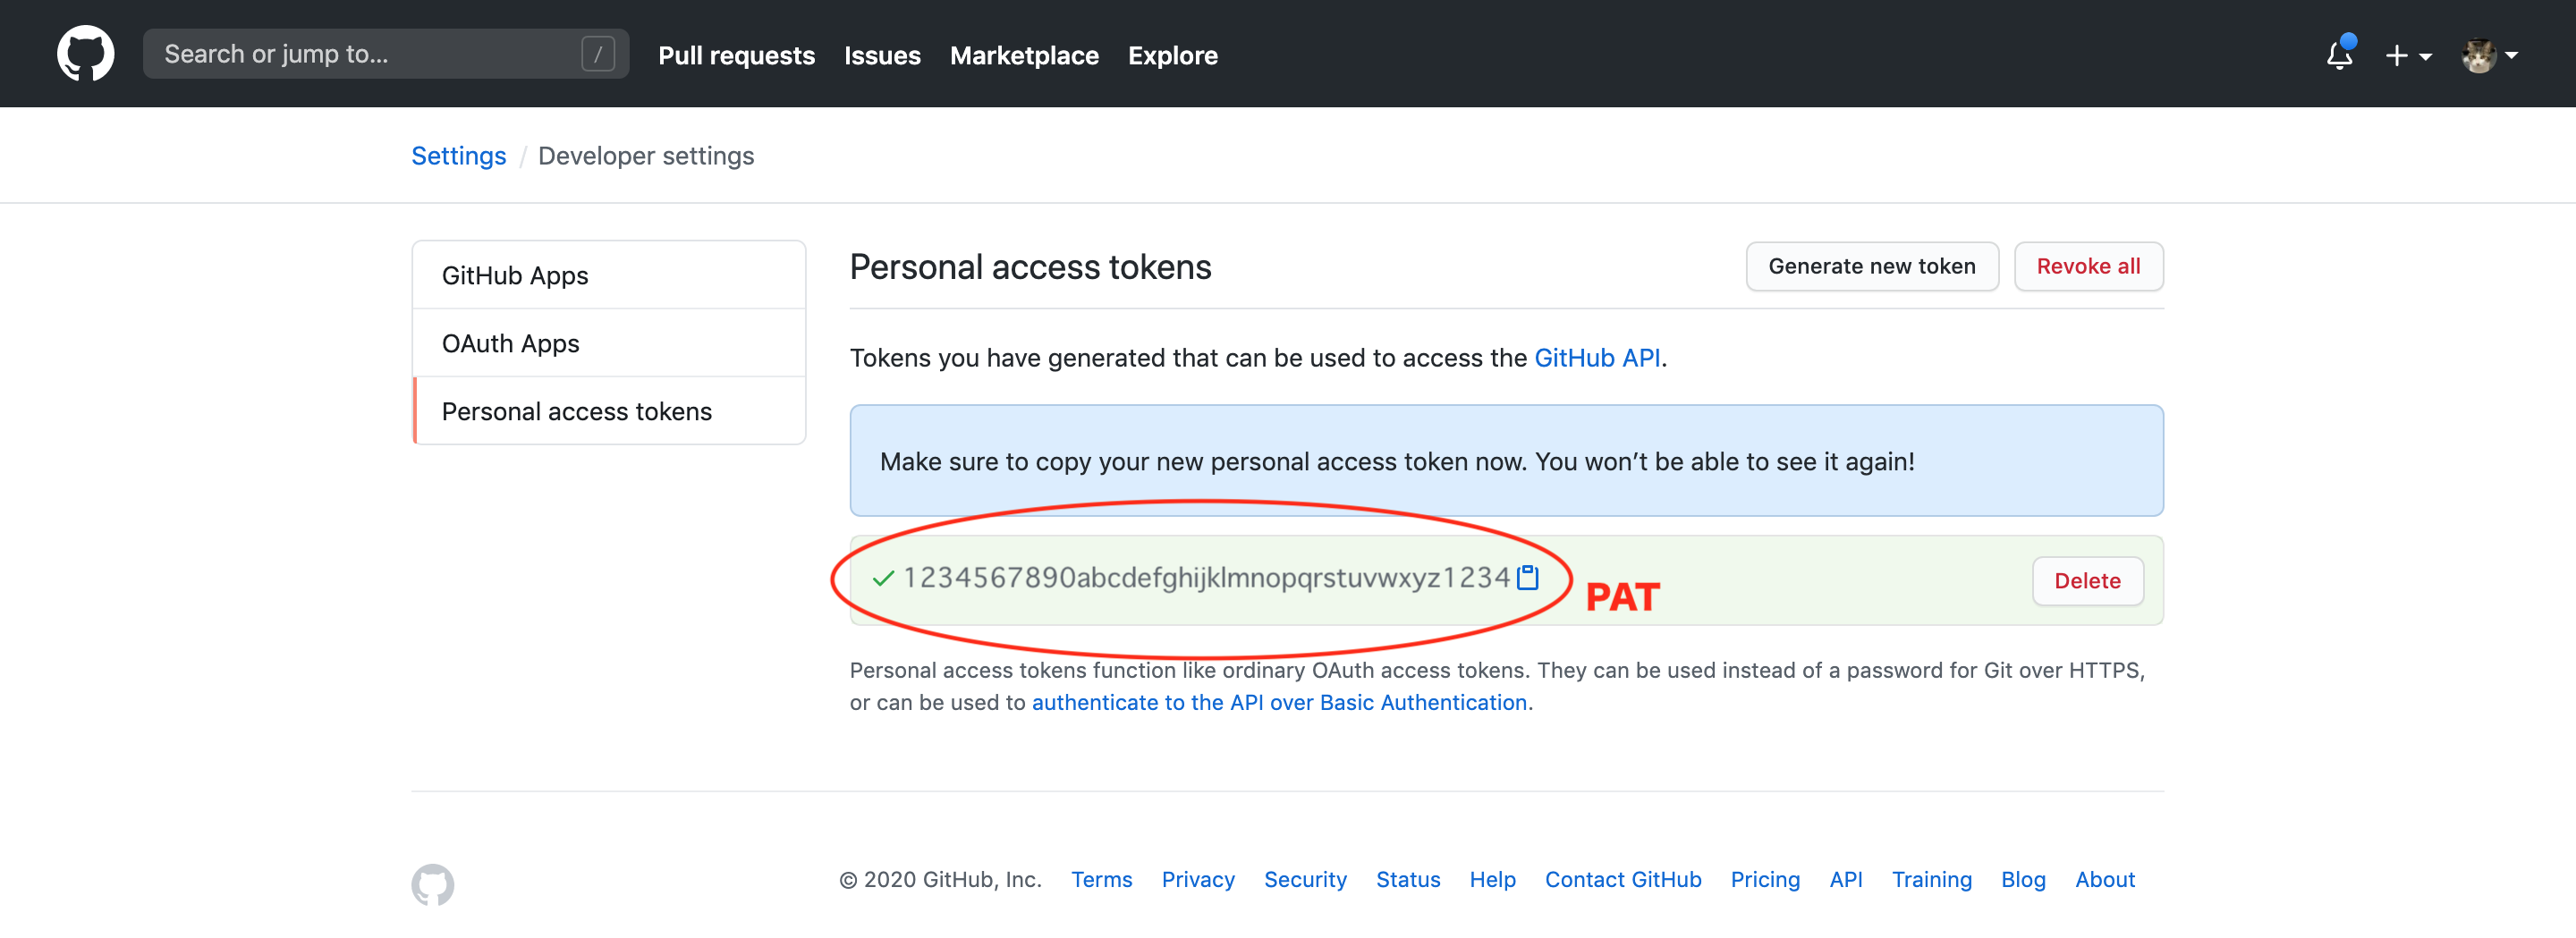 Search or jump to... /
Pull requests Issues Marketplace Explore
Settings / Developer settings
GitHub Apps
OAuth Apps
Personal access tokens
Personal access tokens
Generate new token Revoke all
Tokens you have generated that can be used to access the GitHub API.
Make sure to copy your new personal access token now. You won’t be able to see it again!
1234567890abcdefghijklmnopqrstuvwxyz1234
PAT
Delete
Personal access tokens function like ordinary OAuth access tokens. They can be used instead of a password for Git over HTTPS,
or can be used to authenticate to the API over Basic Authentication.
© 2020 GitHub, Inc. Terms Privacy Security Status Help Contact GitHub Pricing API Training Blog About